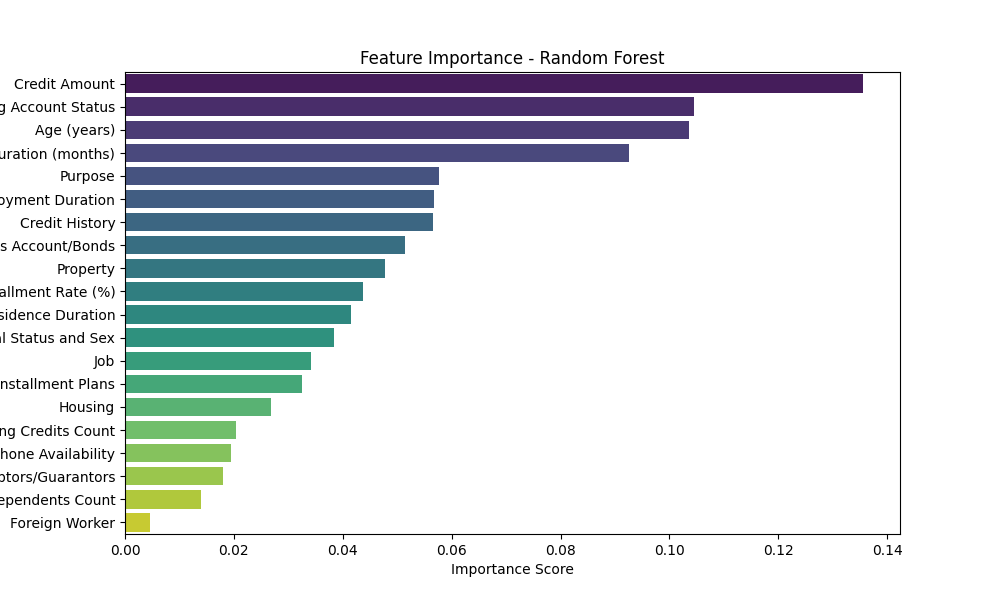 Feature Importance - Random Forest
Credit Amount
g Account Status
Age (years)
uration (months)
Purpose
oyment Duration
Credit History
s Account/Bonds
Property
allment Rate (%)
sidence Duration
l Status and Sex
Job
nstallment Plans
Housing
ng Credits Count
hone Availability
btors/Guarantors
ependents Count
Foreign Worker
0.00 0.02 0.04 0.06 0.08 0.10 0.12 0.14
Importance Score